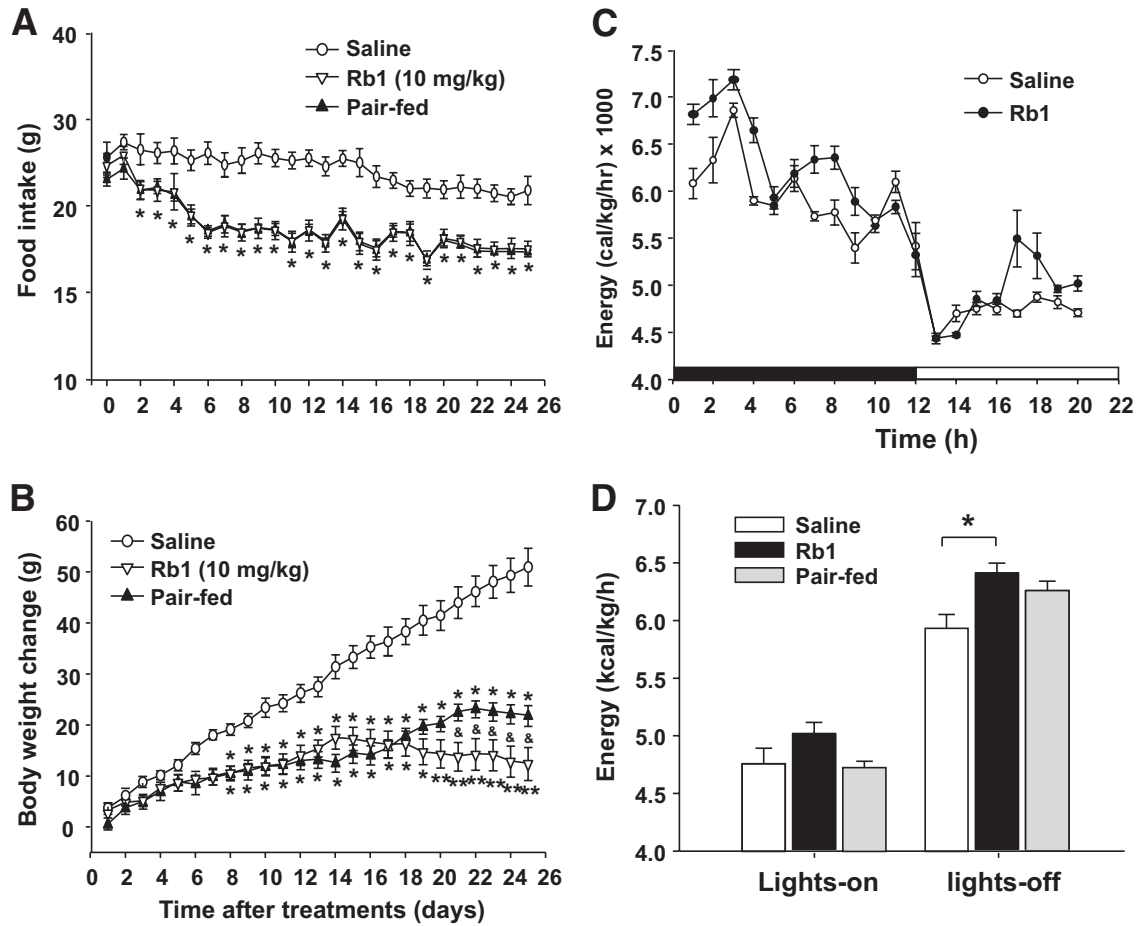 A
40
30
20
15
10
Food intake (g)
Saline
Rb1 (10 mg/kg)
Pair-fed
* * * * * * * * * * * * * * * * * * * * * * * *
0 2 4 6 8 10 12 14 16 18 20 22 24 26
B
60
50
40
30
20
10
0
Body weight change (g)
Saline
Rb1 (10 mg/kg)
Pair-fed
* * * * * * * * * * * * * * * * * *
& & & & &
* * * * * * * * * * * * ** ** ** ** ** **
0 2 4 6 8 10 12 14 16 18 20 22 24 26
Time after treatments (days)
C
7.5
7.0
6.5
6.0
5.5
5.0
4.5
4.0
Energy (cal/kg/hr) x 1000
Saline
Rb1
0 2 4 6 8 10 12 14 16 18 20 22
Time (h)
D
7.0
6.5
6.0
5.5
5.0
4.5
4.0
Energy (kcal/kg/h)
Saline
Rb1
Pair-fed
*
Lights-on lights-off